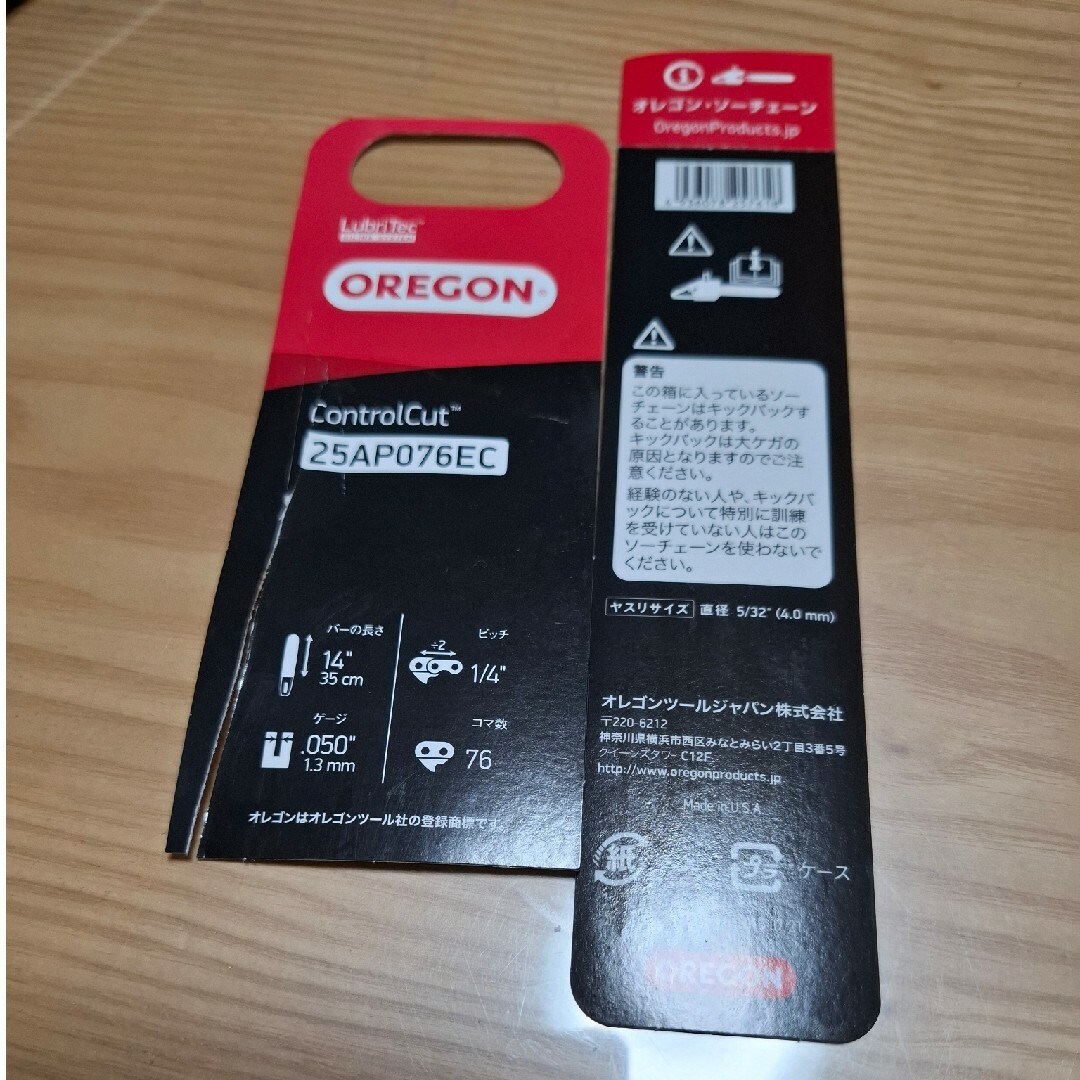 LubriTec™
OREGON
ControlCut™
25AP076EC
バーの長さ
14"
35 cm
÷2
ピッチ
1/4"
ゲージ
.050"
1.3 mm
コマ数
76
オレゴンはオレゴンツール社の登録商標です。
オレゴン・ソーチェーン
OregonProducts.jp
警告
この箱に入っているソー
チェーンはキックバックす
ることがあります。
キックバックは大ケガの
原因となりますのでご注
意ください。
経験のない人や、キックバ
ックについて特別に訓練
を受けていない人はこの
ソーチェーンを使わないで
ください。
ヤスリサイズ 直径 5/32" (4.0 mm)
オレゴンツールジャパン株式会社
〒220-6212
神奈川県横浜市西区みなとみらい2丁目3番5号
クイーンズタワー C12F
http://www.oregonproducts.jp
Made in U.S.A.
紙
プラ
ケース
OREGON